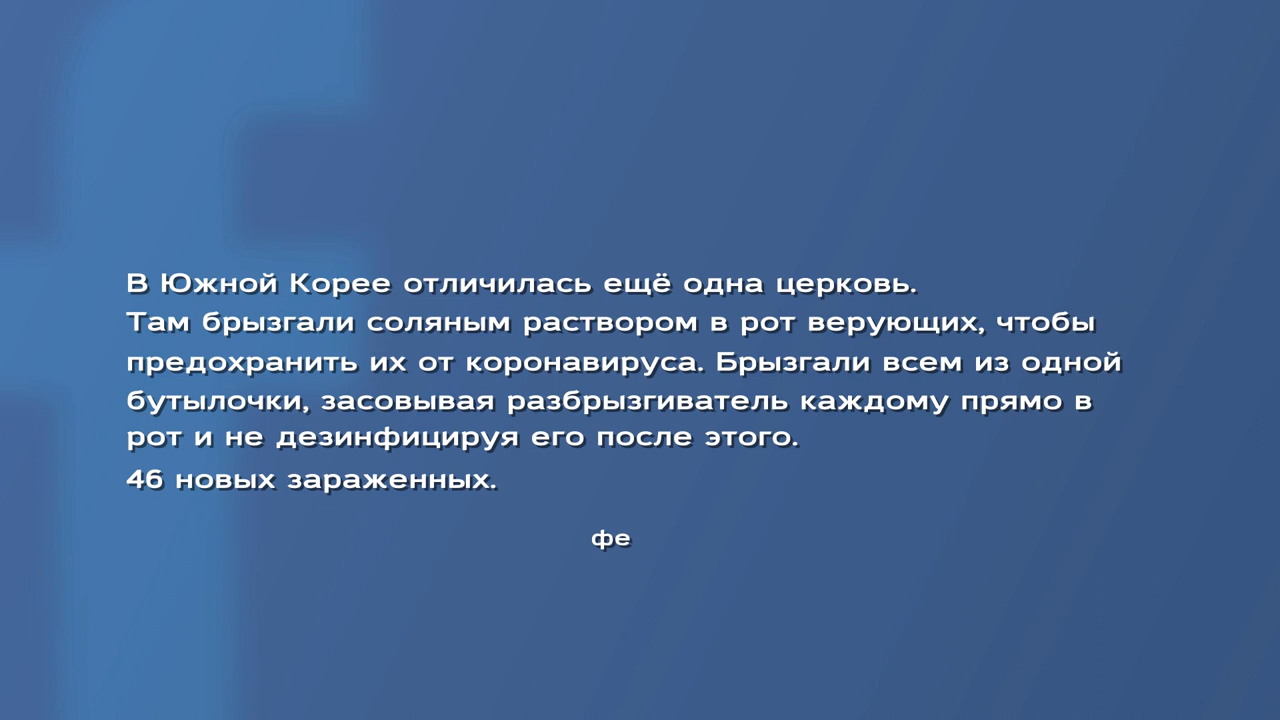 В Южной Корее отличилась ещё одна церковь.
Там брызгали соляным раствором в рот верующих, чтобы
предохранить их от коронавируса. Брызгали всем из одной
бутылочки, засовывая разбрызгиватель каждому прямо в
рот и не дезинфицируя его после этого.
46 новых зараженных.
фе